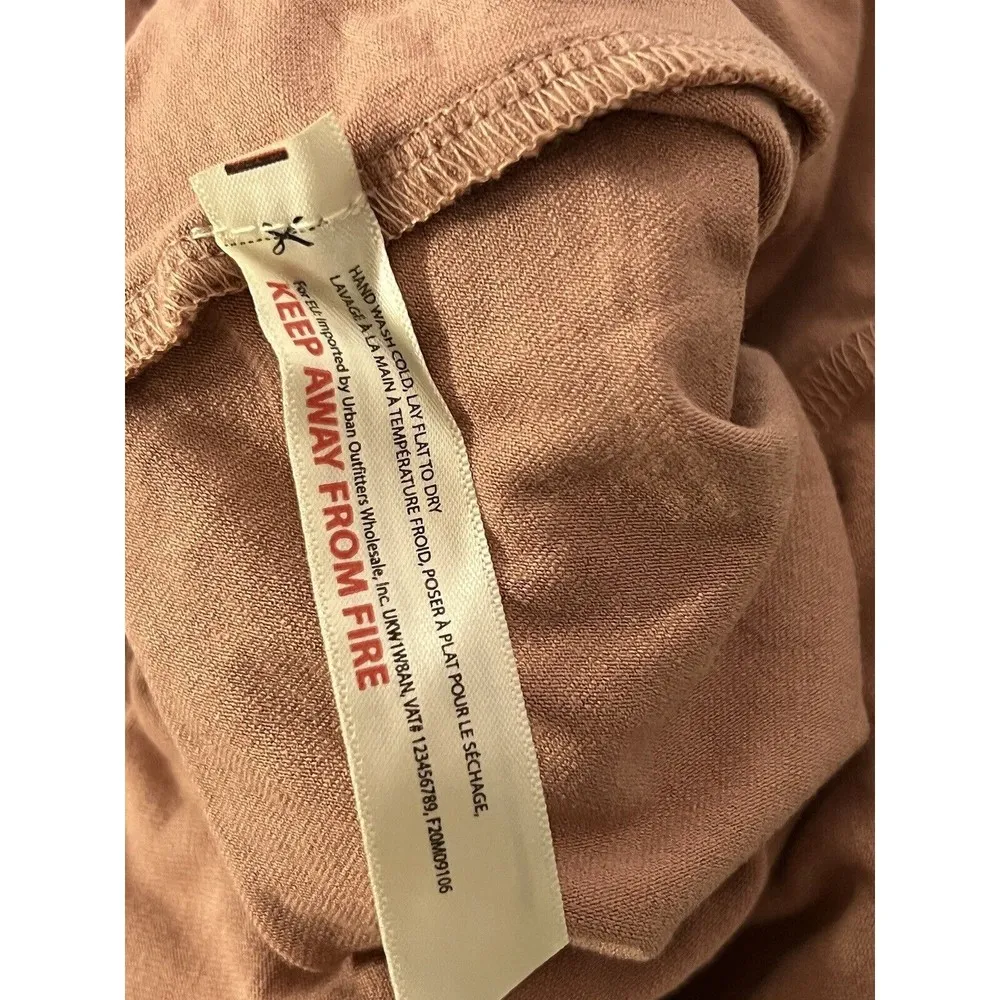 HAND WASH COLD, LAY FLAT TO DRY
LAVAGE À LA MAIN À TEMPÉRATURE FROID, POSER À PLAT POUR LE SÉCHAGE,
For EU: Imported by Urban Outfitters Wholesale, Inc. UKW1W8AN, VAT# 123456789, F20M09106
KEEP AWAY FROM FIRE